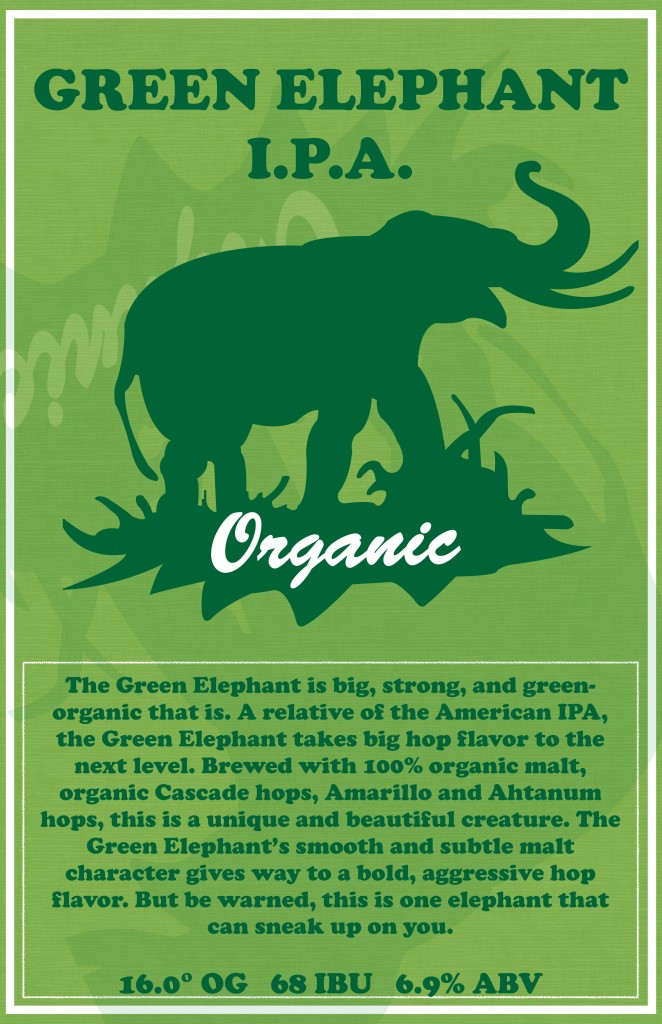 GREEN ELEPHANT
I.P.A.
Organic
Organic
The Green Elephant is big, strong, and green-
organic that is. A relative of the American IPA,
the Green Elephant takes big hop flavor to the
next level. Brewed with 100% organic malt,
organic Cascade hops, Amarillo and Ahtanum
hops, this is a unique and beautiful creature. The
Green Elephant's smooth and subtle malt
character gives way to a bold, aggressive hop
flavor. But be warned, this is one elephant that
can sneak up on you.
16.0° OG 68 IBU 6.9% ABV